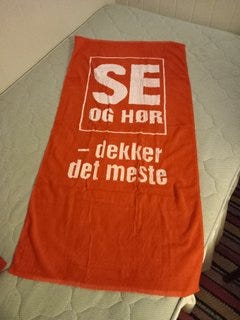 SE
OG HØR
– dekker
det meste